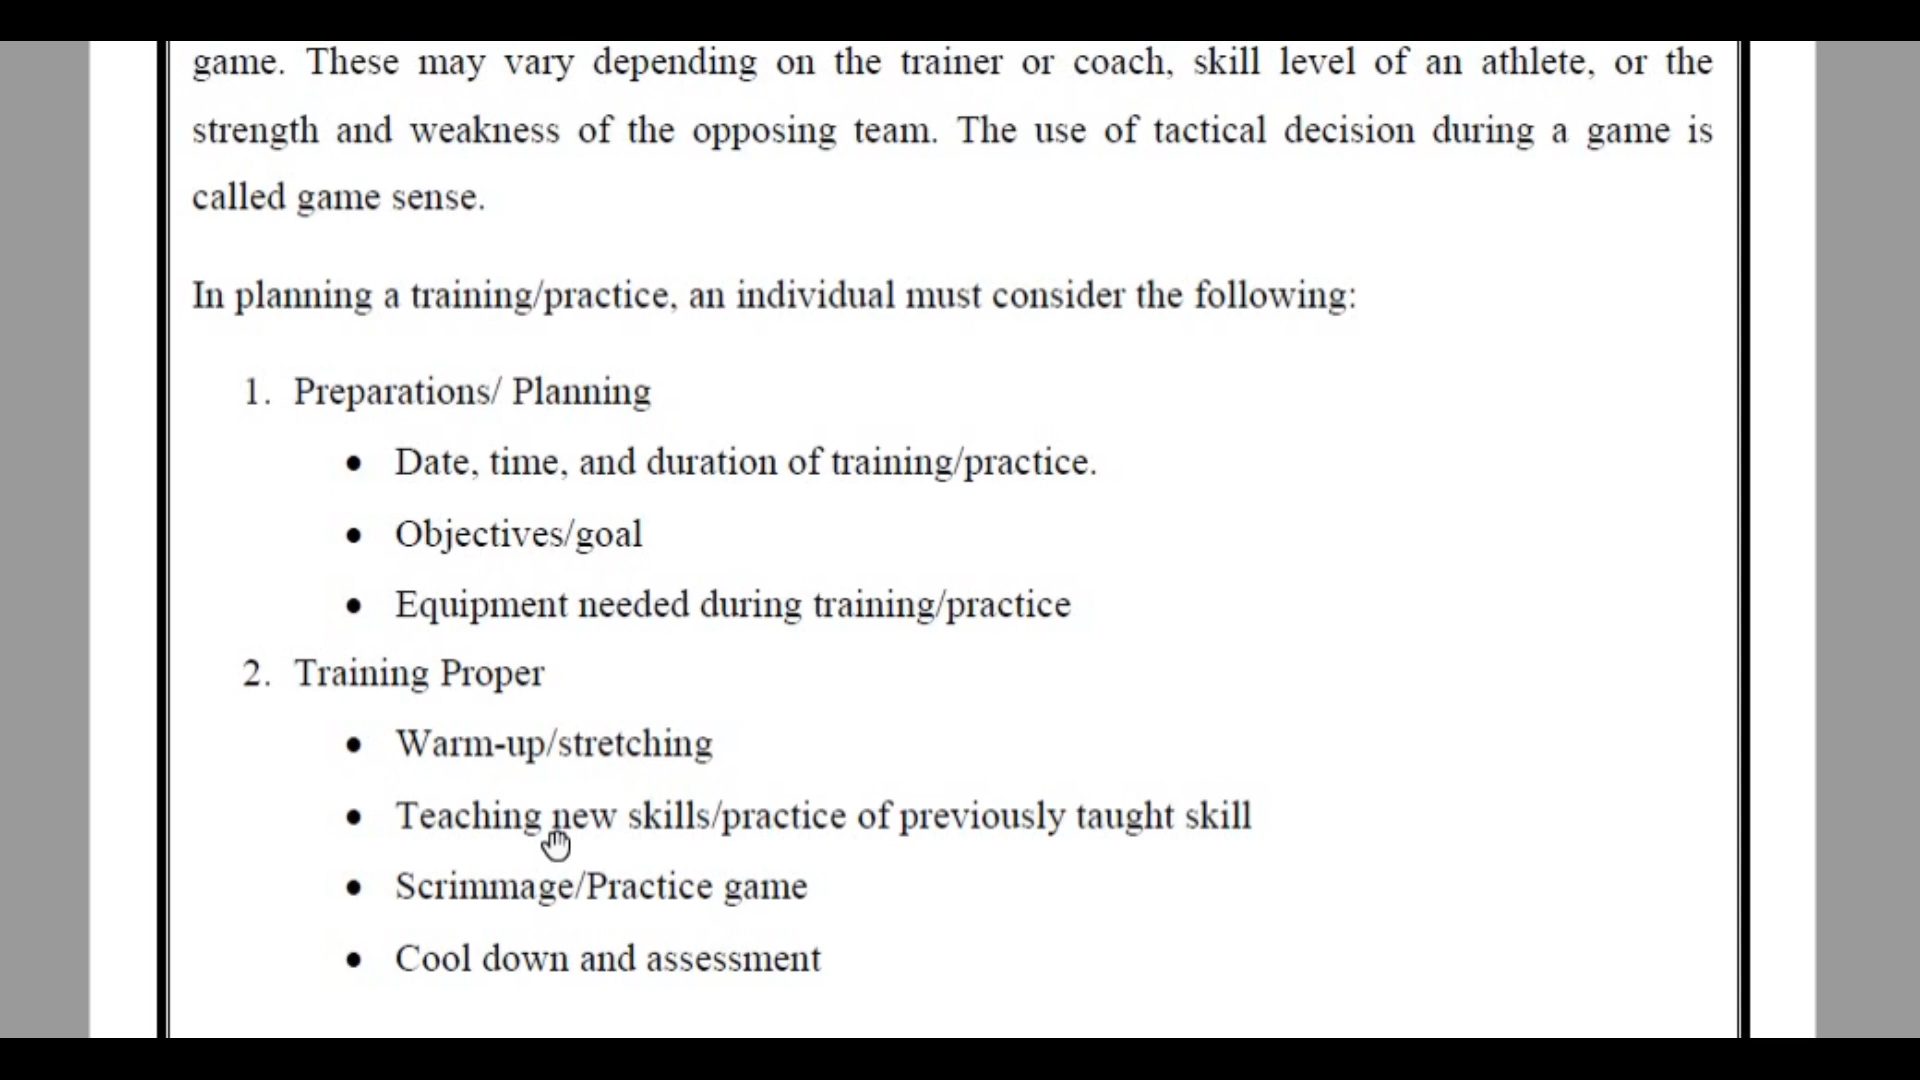 game. These may vary depending on the trainer or coach, skill level of an athlete, or the
strength and weakness of the opposing team. The use of tactical decision during a game is
called game sense.
In planning a training/practice, an individual must consider the following:
1. Preparations/ Planning
• Date, time, and duration of training/practice.
• Objectives/goal
• Equipment needed during training/practice
2. Training Proper
• Warm-up/stretching
• Teaching new skills/practice of previously taught skill
• Scrimmage/Practice game
• Cool down and assessment